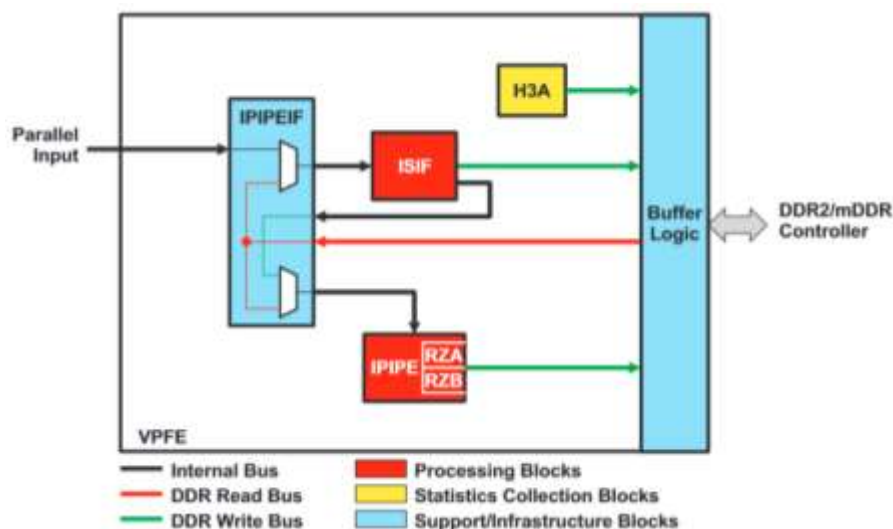 H3A
IPIPEIF
Parallel
Input
ISIF
Buffer
Logic
DDR2/mDDR
Controller
IPIPE
RZA
RZB
VPFE
Internal Bus
Processing Blocks
DDR Read Bus
Statistics Collection Blocks
DDR Write Bus
Support/Infrastructure Blocks